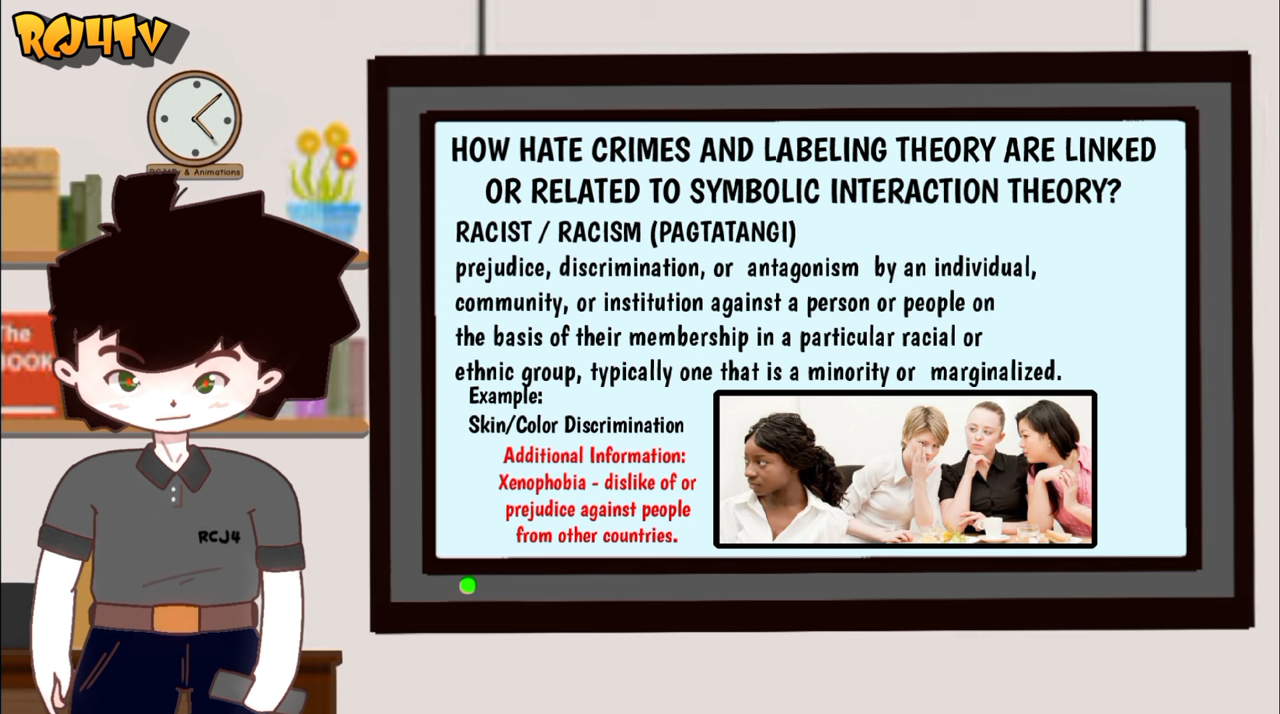 RCJ4TV
& Animations
The
BOOK
RCJ4
HOW HATE CRIMES AND LABELING THEORY ARE LINKED
OR RELATED TO SYMBOLIC INTERACTION THEORY?
RACIST / RACISM (PAGTATANGI)
prejudice, discrimination, or antagonism by an individual,
community, or institution against a person or people on
the basis of their membership in a particular racial or
ethnic group, typically one that is a minority or marginalized.
Example:
Skin/Color Discrimination
Additional Information:
Xenophobia - dislike of or
prejudice against people
from other countries.